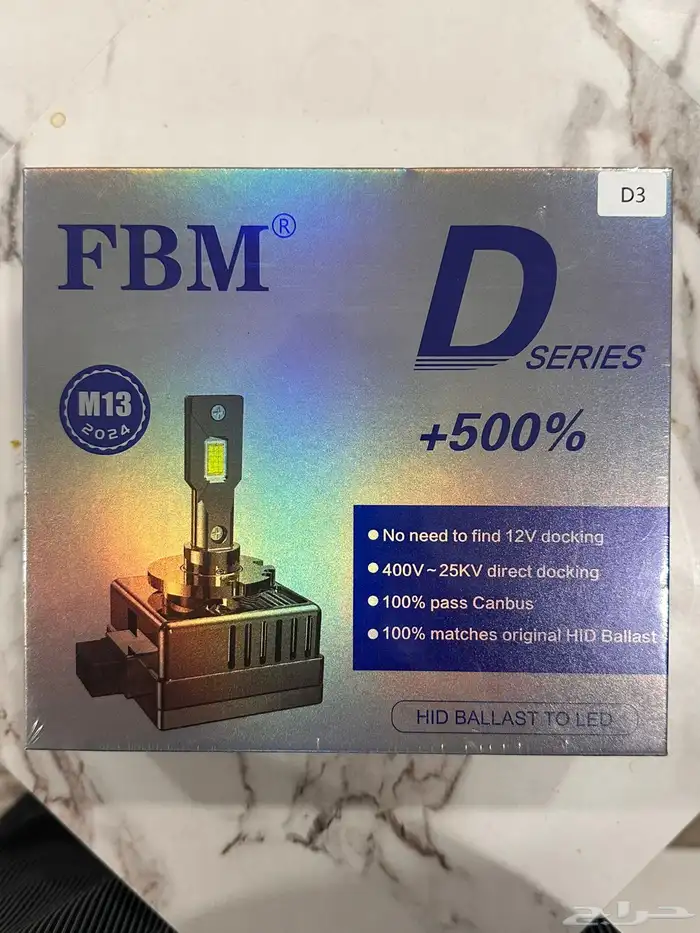 D3
FBM®
D SERIES
M13
2024
+500%
No need to find 12V docking
400V~25KV direct docking
100% pass Canbus
100% matches original HID Ballast
HID BALLAST TO LED
حراج